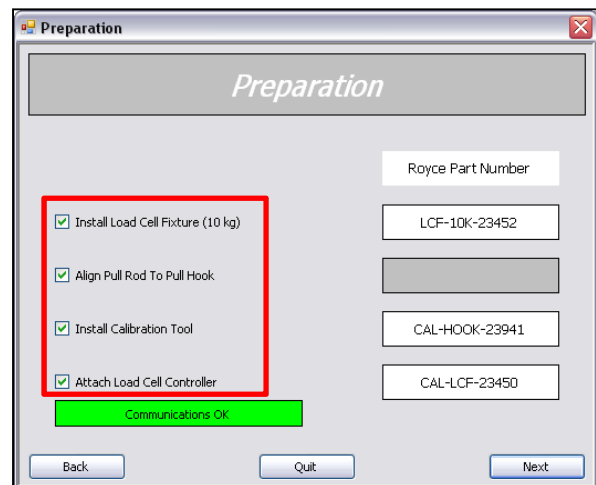 Preparation
Preparation
Royce Part Number
Install Load Cell Fixture (10 kg)
LCF-10K-23452
Align Pull Rod To Pull Hook
Install Calibration Tool
CAL-HOOK-23941
Attach Load Cell Controller
CAL-LCF-23450
Communications OK
Back
Quit
Next